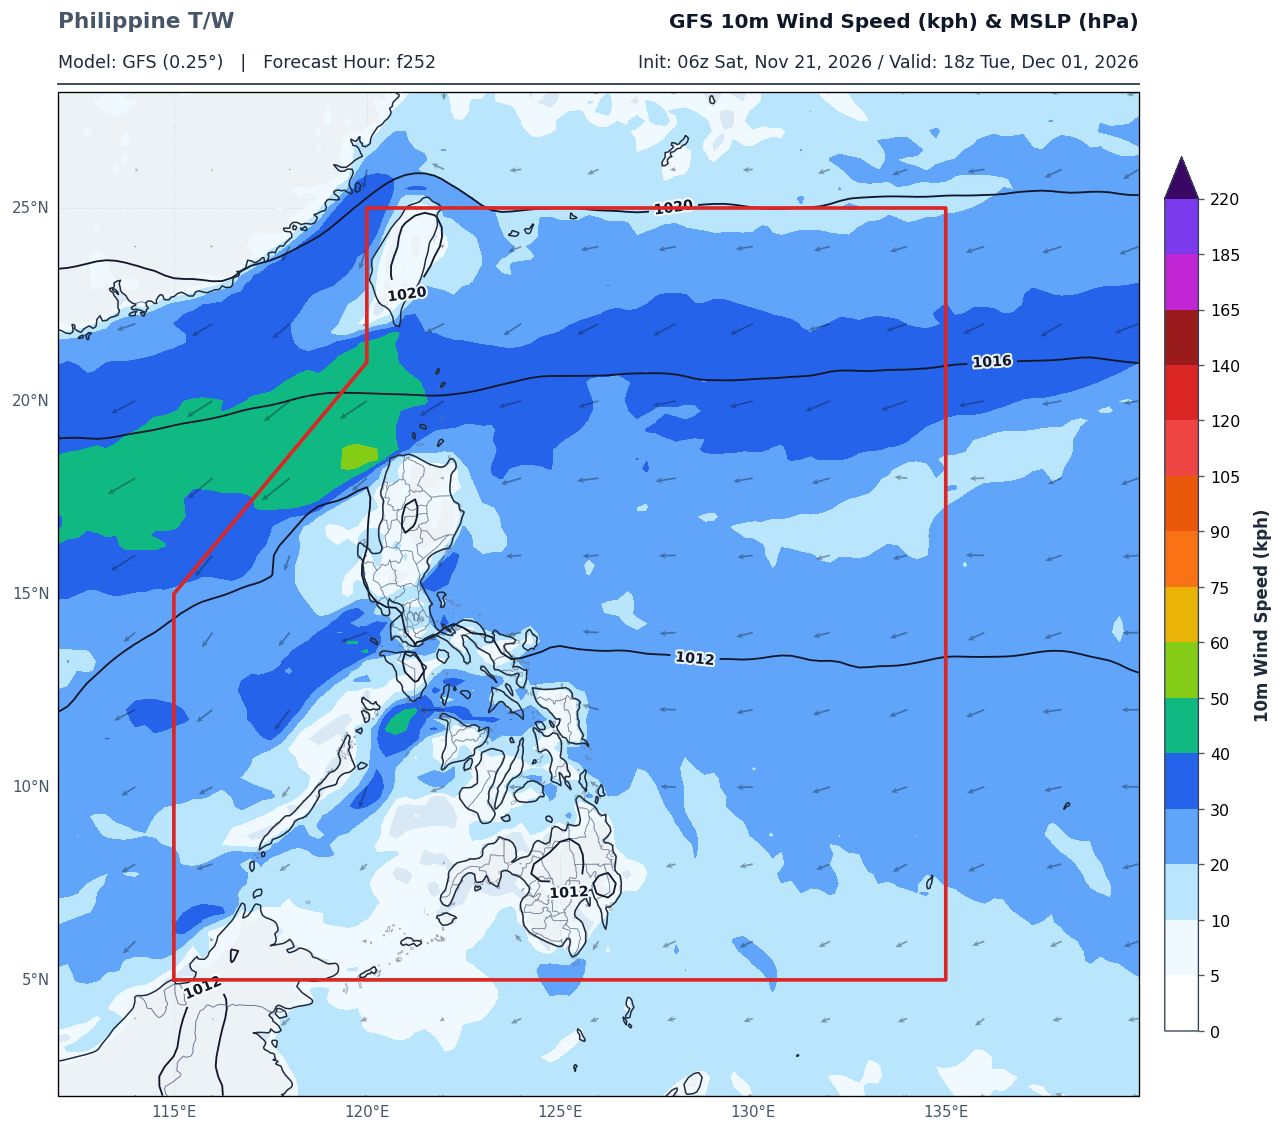 Philippine T/W
GFS 10m Wind Speed (kph) & MSLP (hPa)
Model: GFS (0.25°)   |   Forecast Hour: f252
Init: 06z Sat, Nov 21, 2026 / Valid: 18z Tue, Dec 01, 2026
25°N
20°N
15°N
10°N
5°N
115°E
120°E
125°E
130°E
135°E
1020
1020
1016
1012
1012
1012
220
185
165
140
120
105
90
75
60
50
40
30
20
10
5
0
10m Wind Speed (kph)